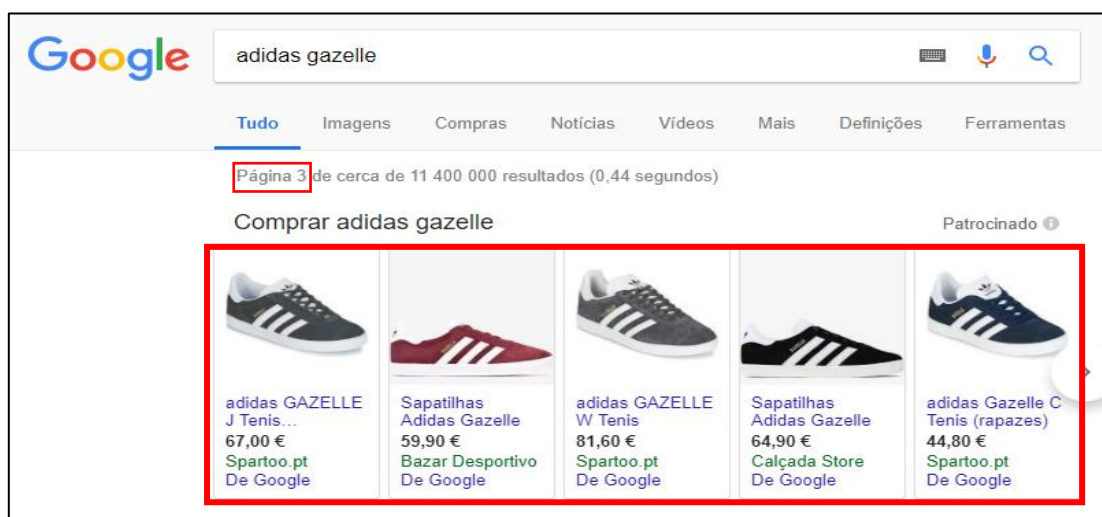 Google
adidas gazelle
Tudo Imagens Compras Notícias Vídeos Mais Definições Ferramentas
Página 3 de cerca de 11 400 000 resultados (0,44 segundos)
Comprar adidas gazelle Patrocinado
adidas GAZELLE
J Tenis...
67,00 €
Spartoo.pt
De Google
Sapatilhas
Adidas Gazelle
59,90 €
Bazar Desportivo
De Google
adidas GAZELLE
W Tenis
81,60 €
Spartoo.pt
De Google
Sapatilhas
Adidas Gazelle
64,90 €
Calçada Store
De Google
adidas Gazelle C
Tenis (rapazes)
44,80 €
Spartoo.pt
De Google